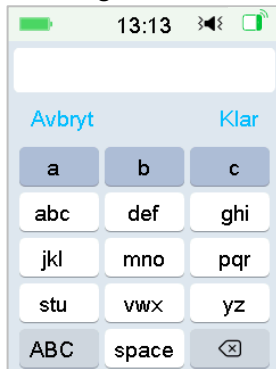 13:13
Avbryt Klar
a b c
abc def ghi
jkl mno pqr
stu vwx yz
ABC space